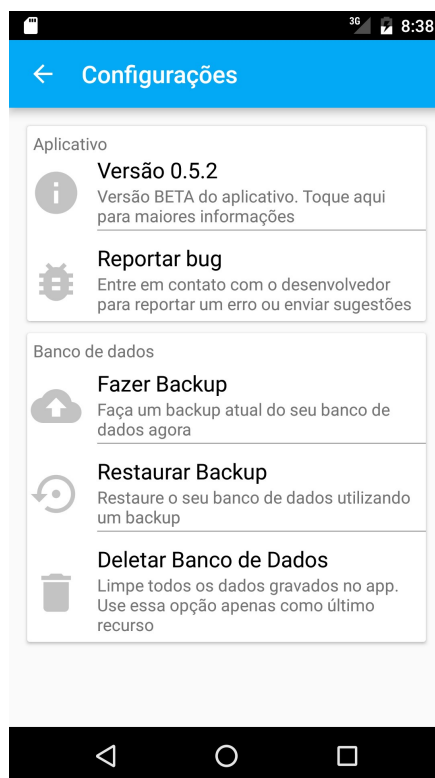 3G 8:38
Configurações
Aplicativo
Versão 0.5.2
Versão BETA do aplicativo. Toque aqui
para maiores informações
Reportar bug
Entre em contato com o desenvolvedor
para reportar um erro ou enviar sugestões
Banco de dados
Fazer Backup
Faça um backup atual do seu banco de
dados agora
Restaurar Backup
Restaure o seu banco de dados utilizando
um backup
Deletar Banco de Dados
Limpe todos os dados gravados no app.
Use essa opção apenas como último
recurso